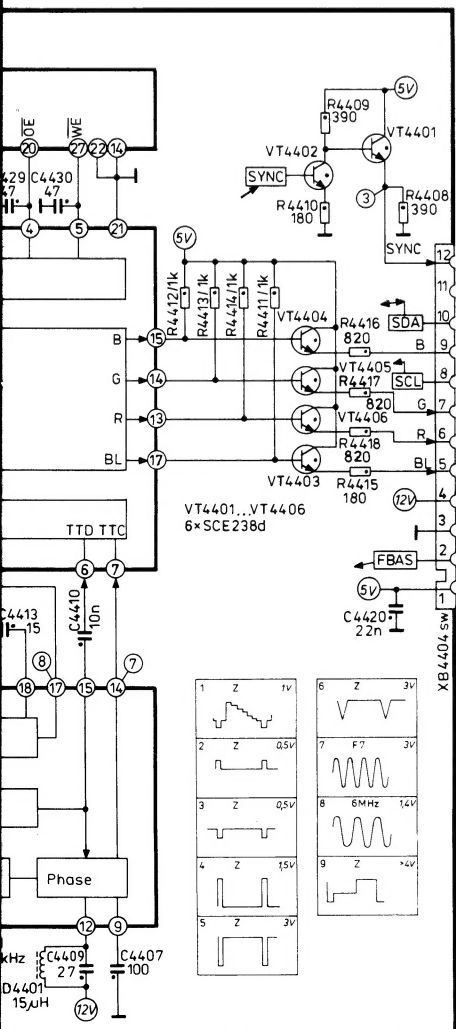 5V
R4409
390
VT4401
VT4402
SYNC
R4410
180
3
R4408
390
SYNC
OE
WE
20
27
22
14
C4430
47
47
4
5
21
5V
R4412/1k
R4413/1k
R4414/1k
R4411/1k
VT4404
R4416
820
VT4405
R4417
820
VT4406
R4418
820
VT4403
R4415
180
B
15
G
14
R
13
BL
17
12
11
SDA
10
B
9
SCL
8
G
7
R
6
BL
5
12V
4
3
FBAS
2
5V
1
C4420
22n
XB4404 SW
VT4401...VT4406
6×SCE238d
TTD TTC
6
7
C4410
10n
C4413
15
8
7
18
17
15
14
Phase
12
9
kHz
C4409
27
C4407
100
D4401
15µH
12V
1 Z 1V
2 Z 0,5V
3 Z 0,5V
4 Z 1,5V
5 Z 3V
6 Z 3V
7 F7 3V
8 6MHz 1,4V
9 Z >4V